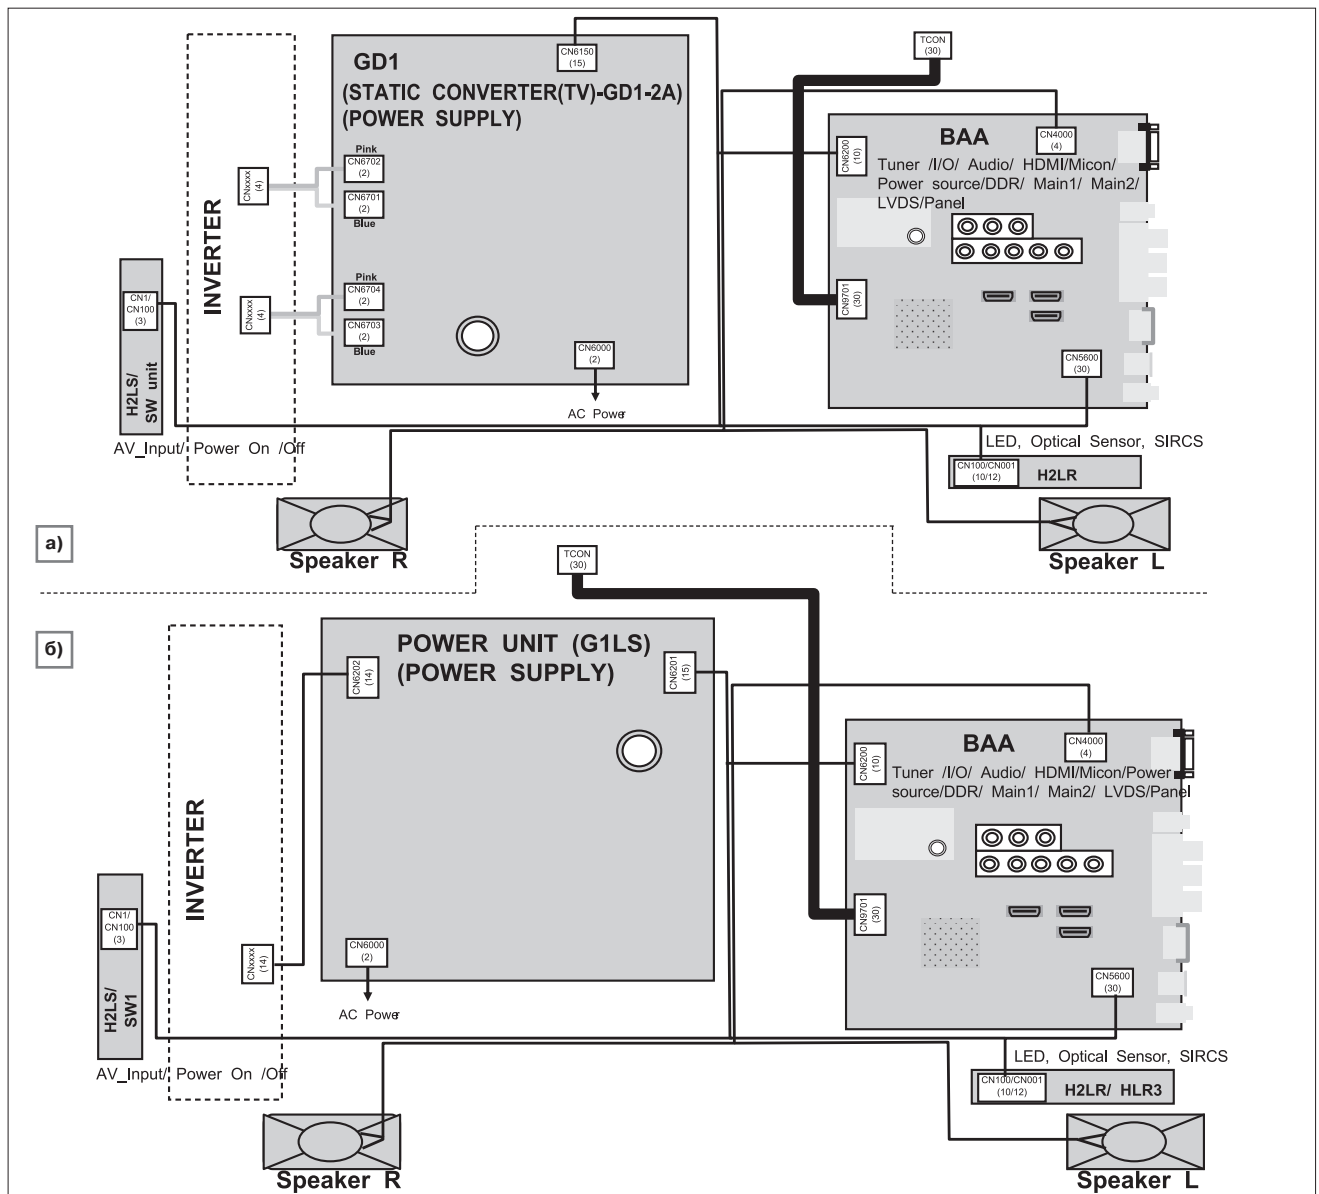 CN6150
(15)
GD1
(STATIC CONVERTER(TV)-GD1-2A)
(POWER SUPPLY)
TCON
(30)
BAA
CN4000
(4)
CN6200
(10)
Tuner /I/O/ Audio/ HDMI/Micon/
Power source/DDR/ Main1/ Main2/
LVDS/Panel
Pink
CN6702
(2)
CN6701
(2)
Blue
CNxxxx
(4)
INVERTER
Pink
CN6704
(2)
CN6703
(2)
Blue
CNxxxx
(4)
CN1/
CN100
(3)
H2LS/
SW unit
AV_Input/ Power On /Off
CN6000
(2)
AC Power
CN9701
(30)
CN5600
(30)
LED, Optical Sensor, SIRCS
CN100/CN001
(10/12)
H2LR
a)
Speaker R
Speaker L
TCON
(30)
б)
POWER UNIT (G1LS)
(POWER SUPPLY)
CN6202
(14)
CN6201
(15)
BAA
CN4000
(4)
CN6200
(10)
Tuner /I/O/ Audio/ HDMI/Micon/Power
source/DDR/ Main1/ Main2/ LVDS/Panel
INVERTER
CN1/
CN100
(3)
H2LS/
SW1
CNxxxx
(14)
CN6000
(2)
AC Power
CN9701
(30)
CN5600
(30)
AV_Input/ Power On /Off
LED, Optical Sensor, SIRCS
CN100/CN001
(10/12)
H2LR/ HLR3
Speaker R
Speaker L